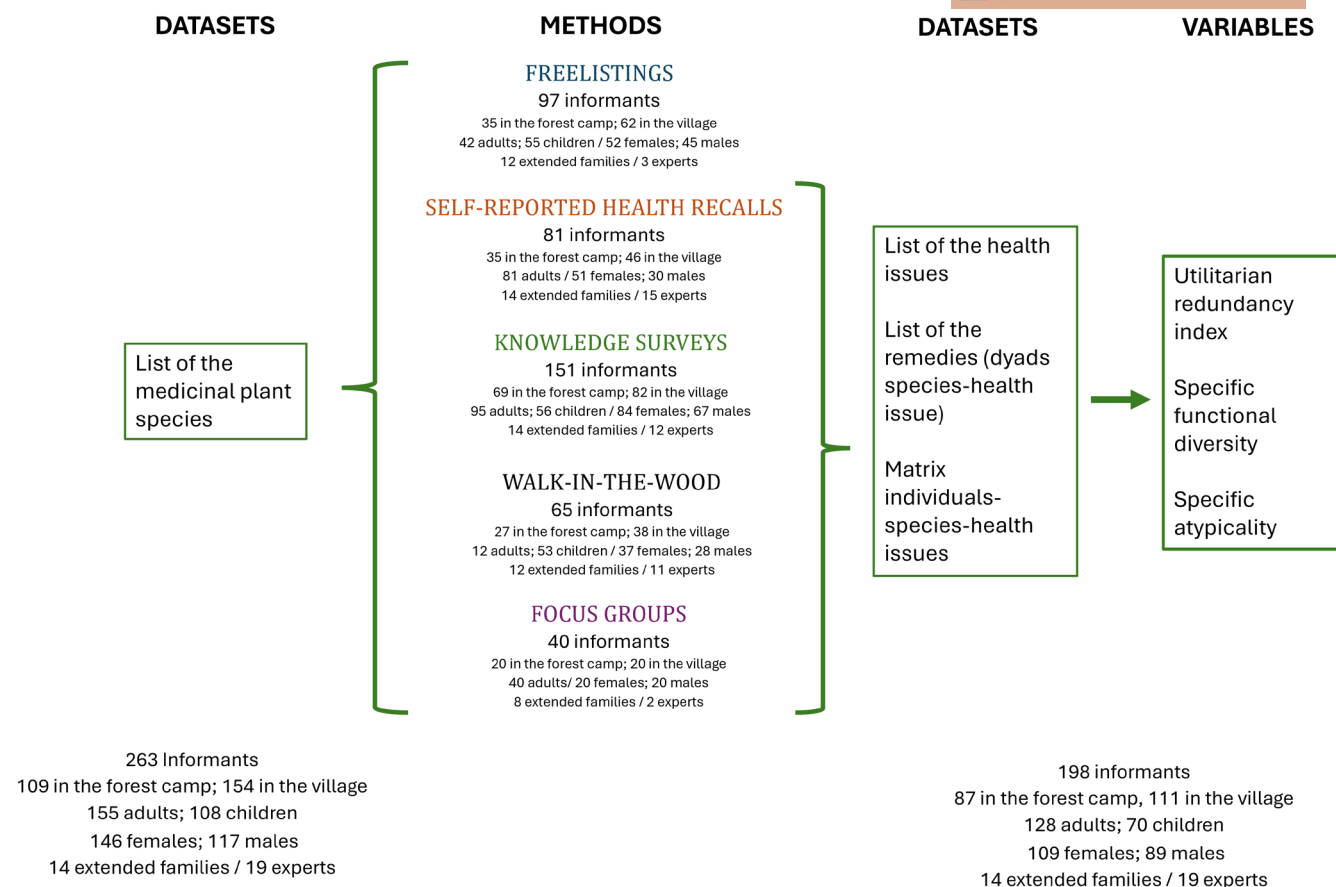 DATASETS
METHODS
DATASETS
VARIABLES
FREELISTINGS
97 informants
35 in the forest camp; 62 in the village
42 adults; 55 children / 52 females; 45 males
12 extended families / 3 experts
SELF-REPORTED HEALTH RECALLS
81 informants
35 in the forest camp; 46 in the village
81 adults / 51 females; 30 males
14 extended families / 15 experts
KNOWLEDGE SURVEYS
151 informants
69 in the forest camp; 82 in the village
95 adults; 56 children / 84 females; 67 males
14 extended families / 12 experts
WALK-IN-THE-WOOD
65 informants
27 in the forest camp; 38 in the village
12 adults; 53 children / 37 females; 28 males
12 extended families / 11 experts
FOCUS GROUPS
40 informants
20 in the forest camp; 20 in the village
40 adults/ 20 females; 20 males
8 extended families / 2 experts
List of the
medicinal plant
species
List of the health
issues
List of the
remedies (dyads
species-health
issue)
Matrix
individuals-
species-health
issues
Utilitarian
redundancy
index
Specific
functional
diversity
Specific
atypicality
263 Informants
109 in the forest camp; 154 in the village
155 adults; 108 children
146 females; 117 males
14 extended families / 19 experts
198 informants
87 in the forest camp, 111 in the village
128 adults; 70 children
109 females; 89 males
14 extended families / 19 experts